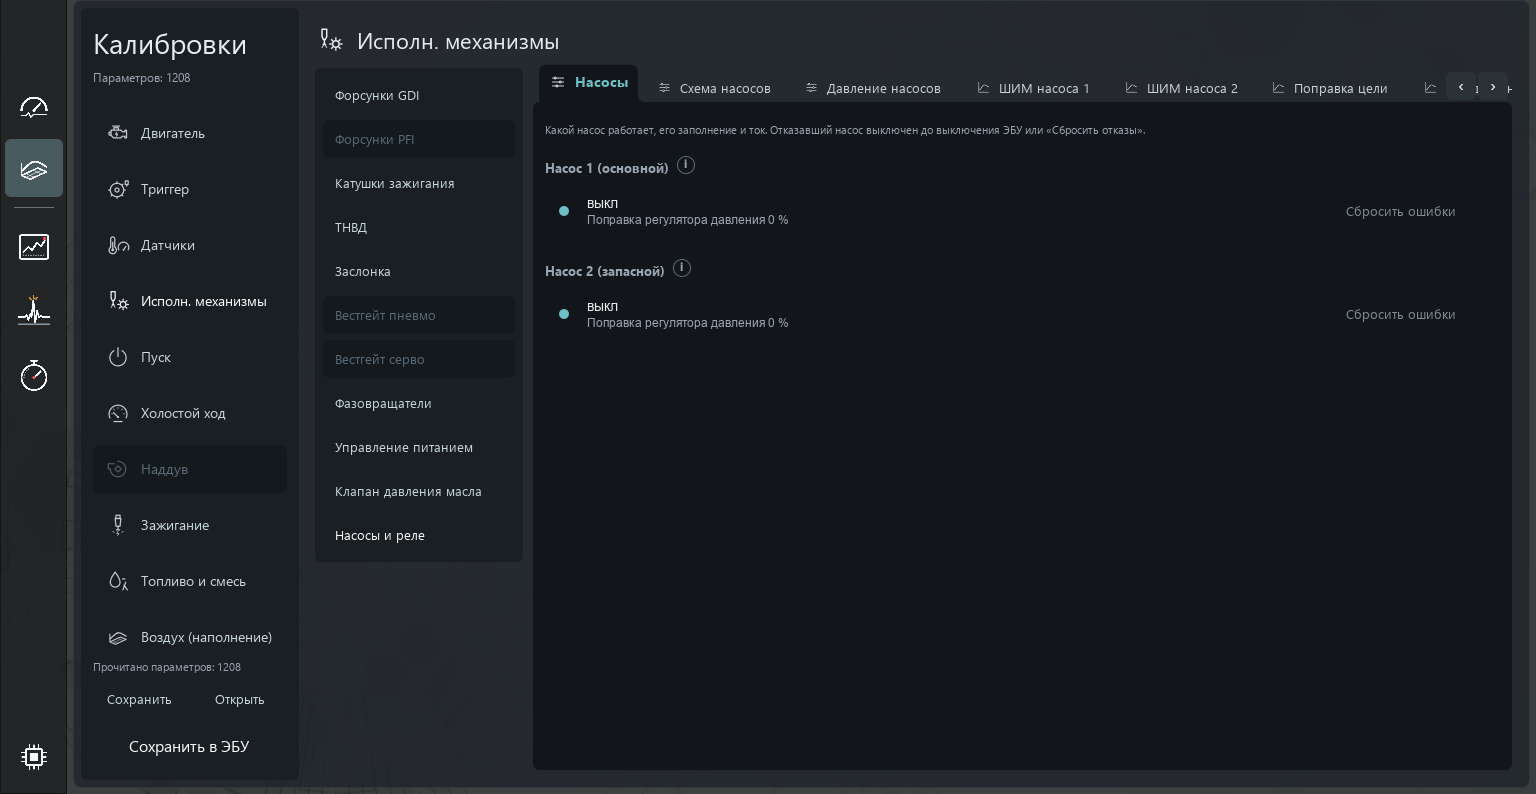 Калибровки
Параметров: 1208
Двигатель
Триггер
Датчики
Исполн. механизмы
Пуск
Холостой ход
Наддув
Зажигание
Топливо и смесь
Воздух (наполнение)
Прочитано параметров: 1208
Сохранить
Открыть
Сохранить в ЭБУ
Исполн. механизмы
Форсунки GDI
Форсунки PFI
Катушки зажигания
ТНВД
Заслонка
Вестгейт пневмо
Вестгейт серво
Фазовращатели
Управление питанием
Клапан давления масла
Насосы и реле
Насосы
Схема насосов
Давление насосов
ШИМ насоса 1
ШИМ насоса 2
Поправка цели
Какой насос работает, его заполнение и ток. Отказавший насос выключен до выключения ЭБУ или «Сбросить отказы».
Насос 1 (основной)
ВЫКЛ
Поправка регулятора давления 0 %
Сбросить ошибки
Насос 2 (запасной)
ВЫКЛ
Поправка регулятора давления 0 %
Сбросить ошибки